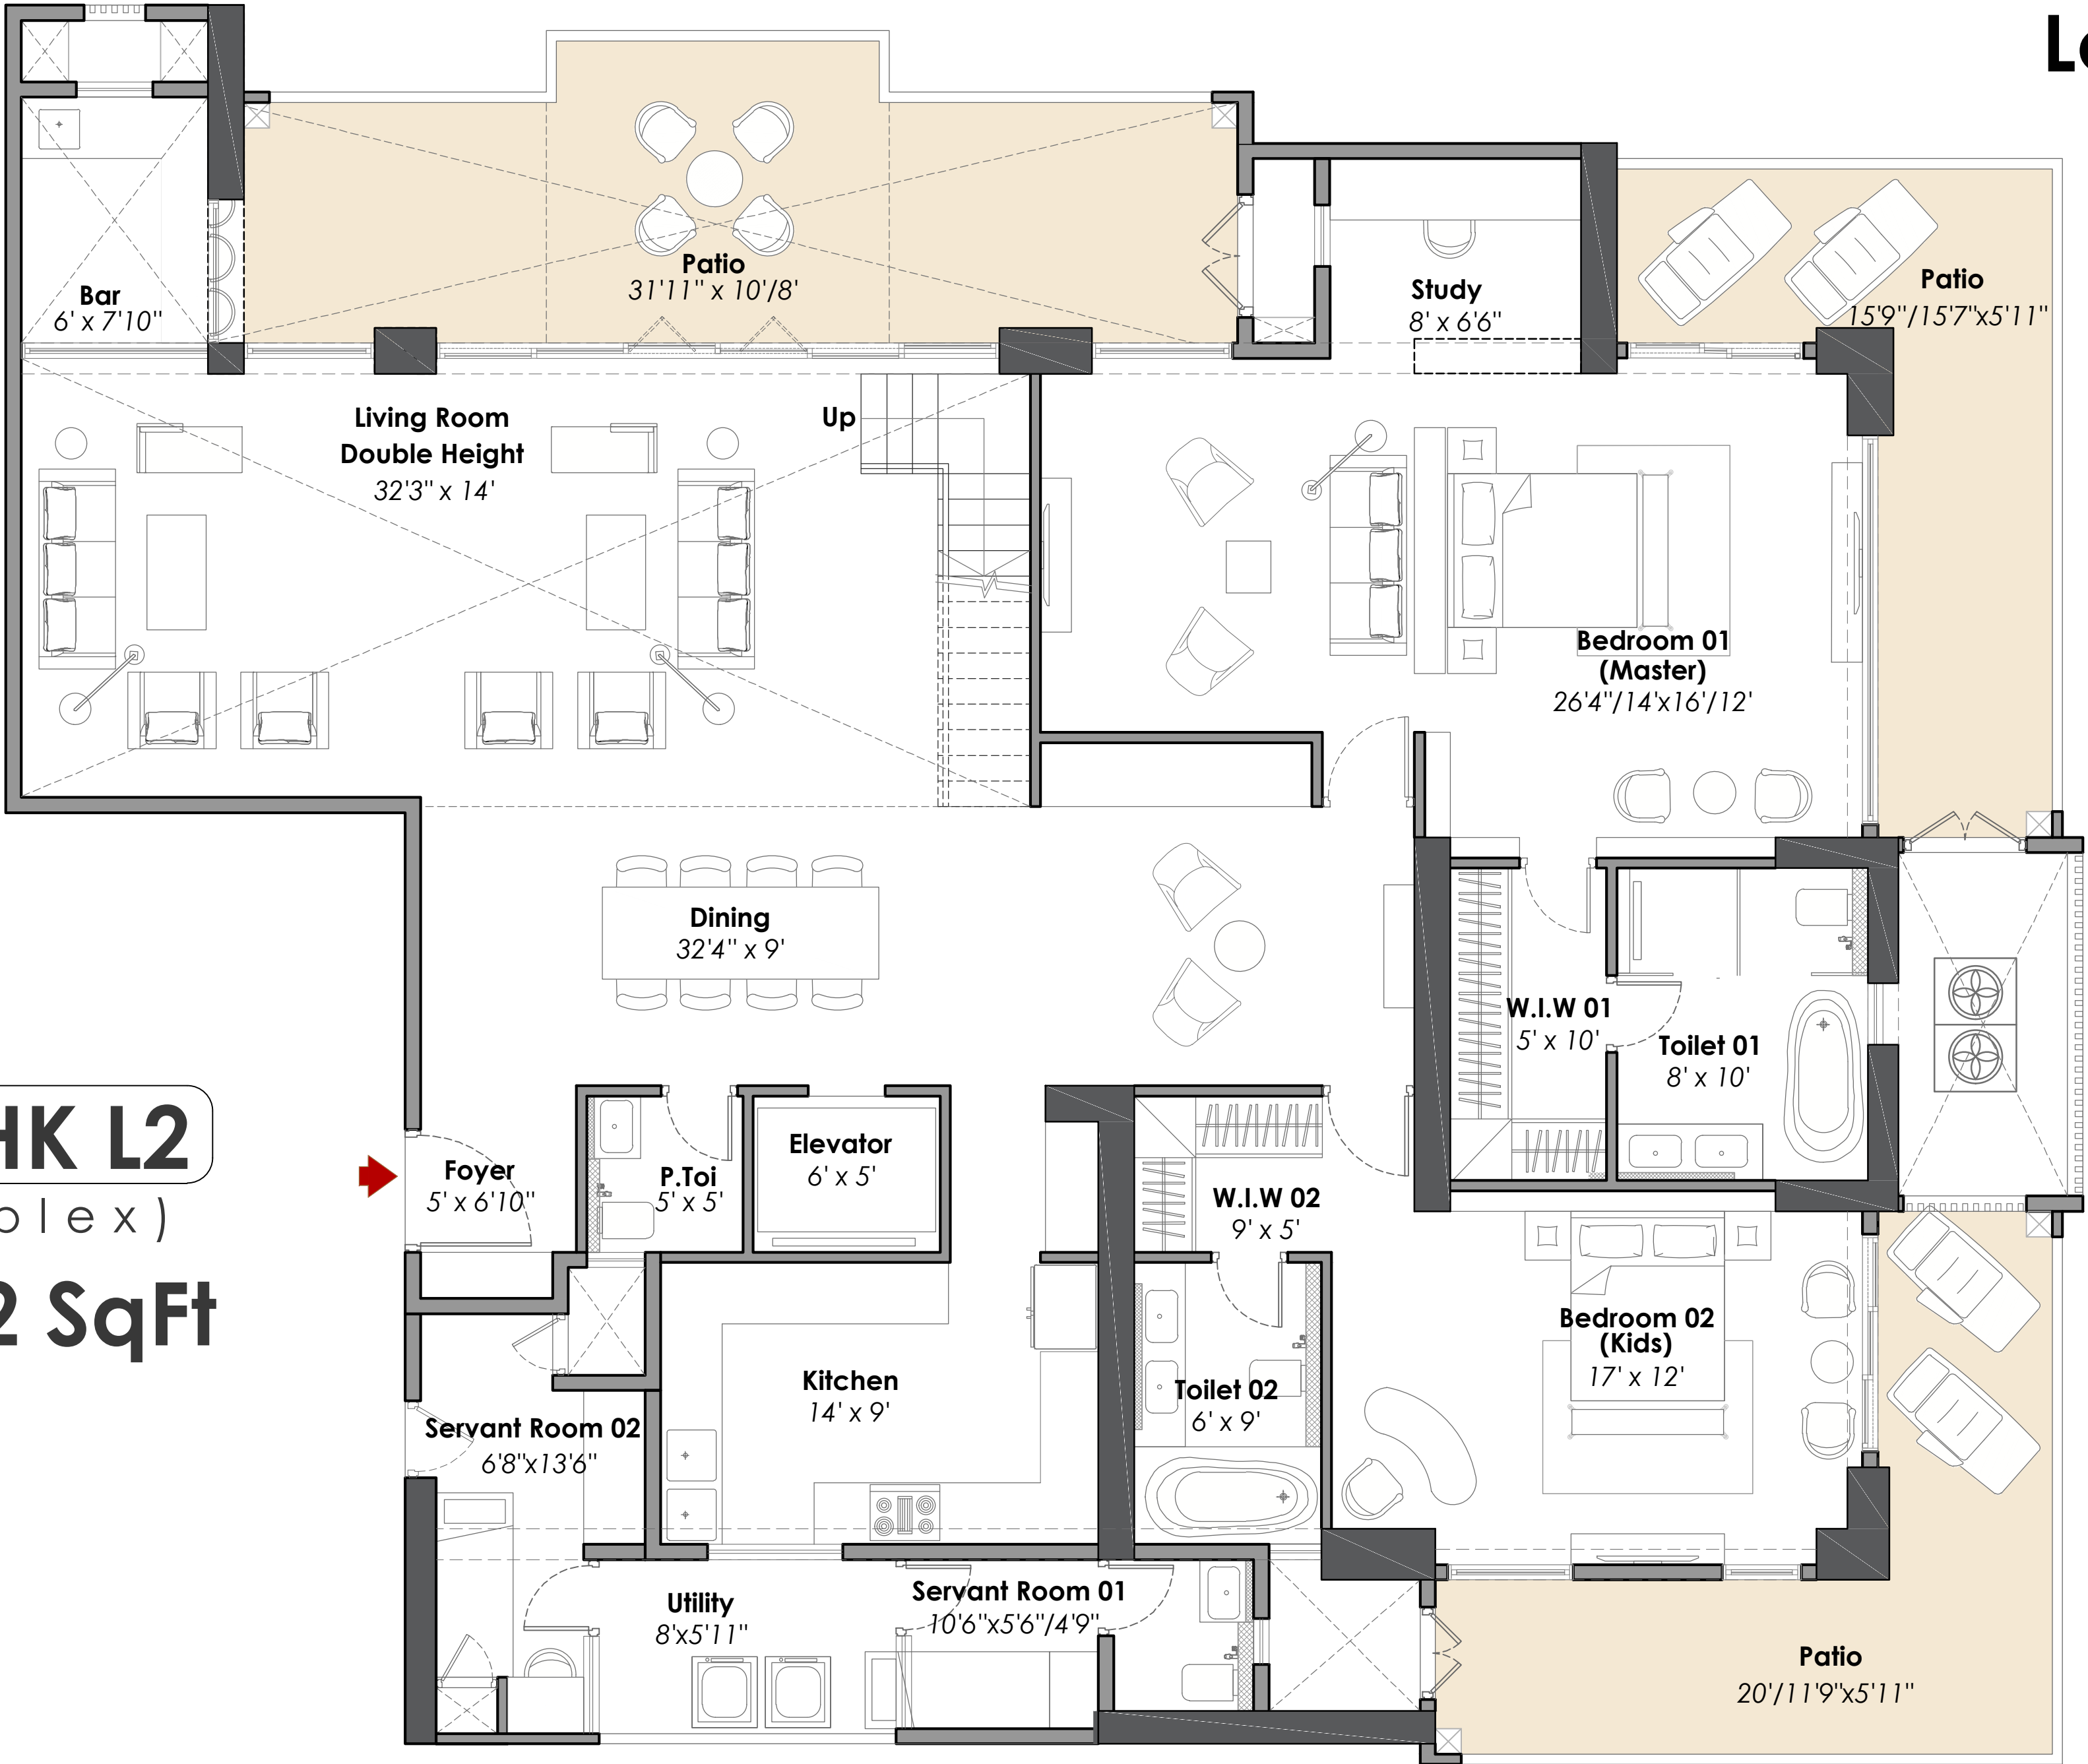 Bar
6' x 7'10"
Patio
31'11" x 10'/8'
Study
8' x 6'6"
Patio
15'9"/15'7"x5'11"
Living Room
Double Height
32'3" x 14'
Up
Bedroom 01
(Master)
26'4"/14'x16'/12'
Dining
32'4" x 9'
W.I.W 01
5' x 10'
Toilet 01
8' x 10'
HK L2
plex)
2 SqFt
Foyer
5' x 6'10"
P.Toi
5' x 5'
Elevator
6' x 5'
W.I.W 02
9' x 5'
Kitchen
14' x 9'
Toilet 02
6' x 9'
Bedroom 02
(Kids)
17' x 12'
Servant Room 02
6'8"x13'6"
Utility
8'x5'11"
Servant Room 01
10'6"x5'6"/4'9"
Patio
20'/11'9"x5'11"